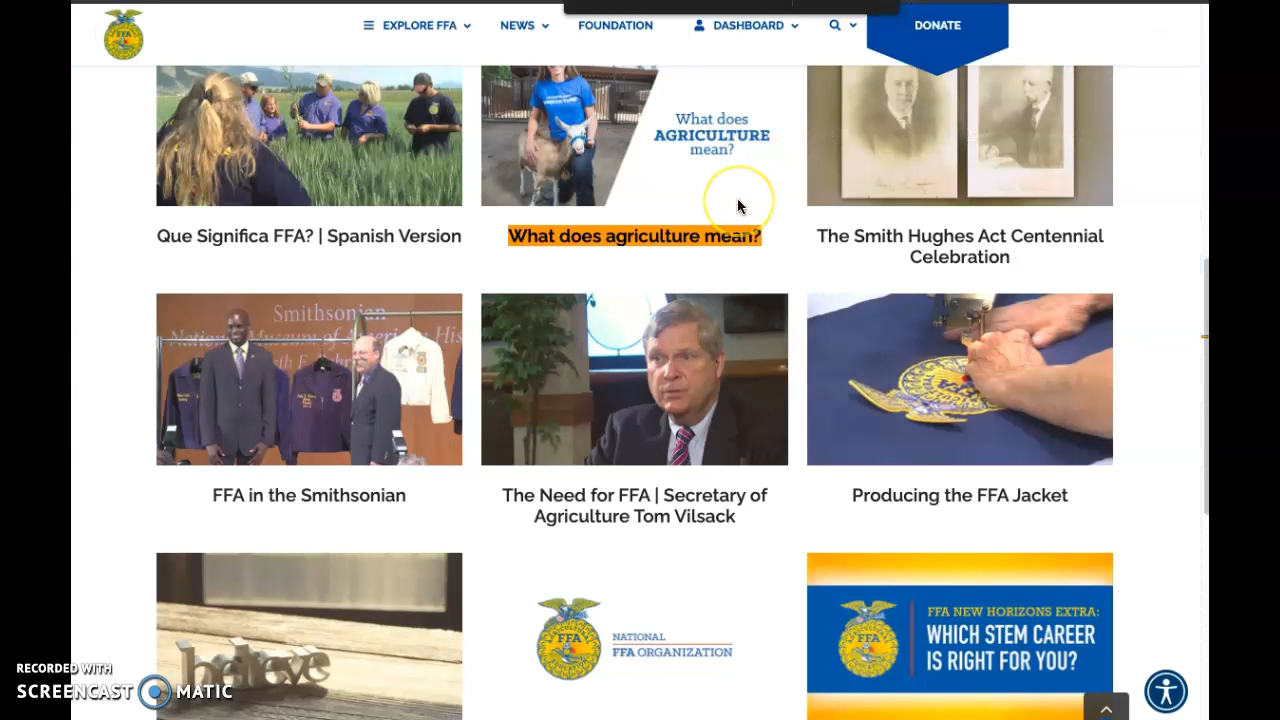 EXPLORE FFA
NEWS
FOUNDATION
DASHBOARD
DONATE
FFA
What does
AGRICULTURE
mean?
Que Significa FFA? | Spanish Version
What does agriculture mean?
The Smith Hughes Act Centennial
Celebration
Smithsonian
FFA in the Smithsonian
The Need for FFA | Secretary of
Agriculture Tom Vilsack
Producing the FFA Jacket
believe
FFA
NATIONAL
FFA ORGANIZATION
FFA
FFA NEW HORIZONS EXTRA:
WHICH STEM CAREER
IS RIGHT FOR YOU?
RECORDED WITH
SCREENCAST MATIC